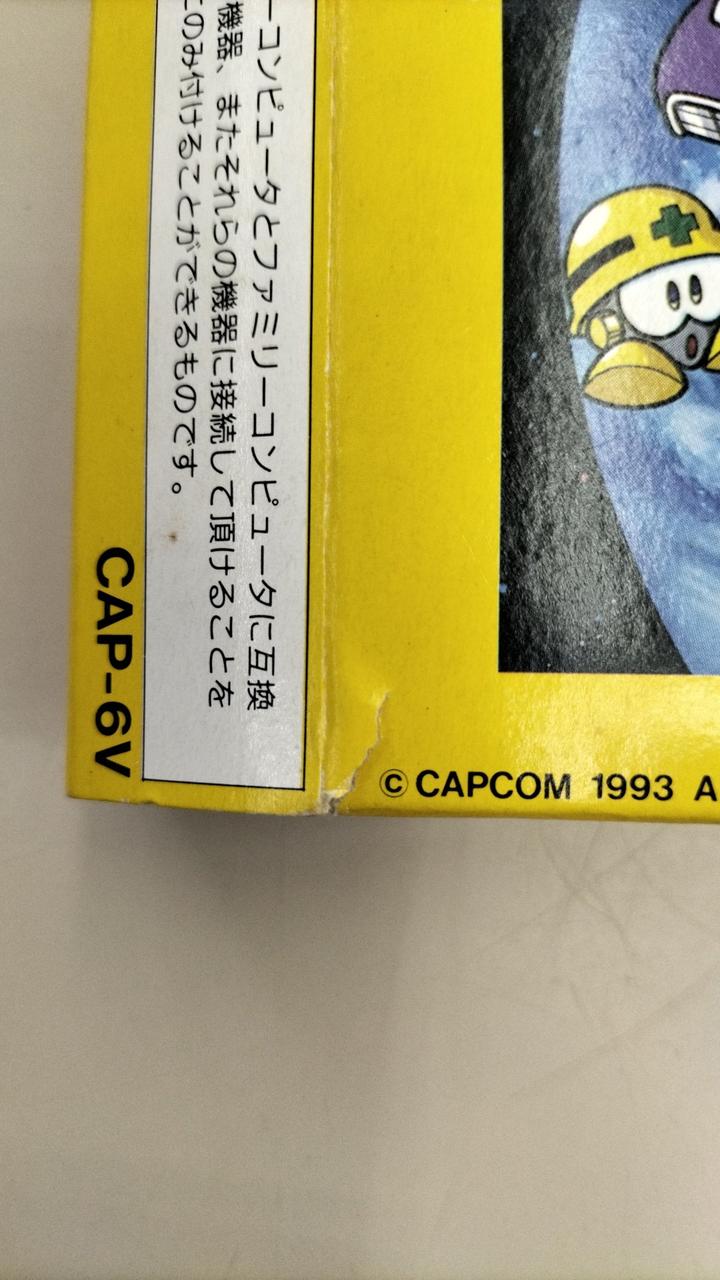 ーコンピュータとファミリーコンピュータに互換
機器、またそれらの機器に接続して頂けることを
のみ付けることができるものです。
CAP-6V
© CAPCOM 1993 A